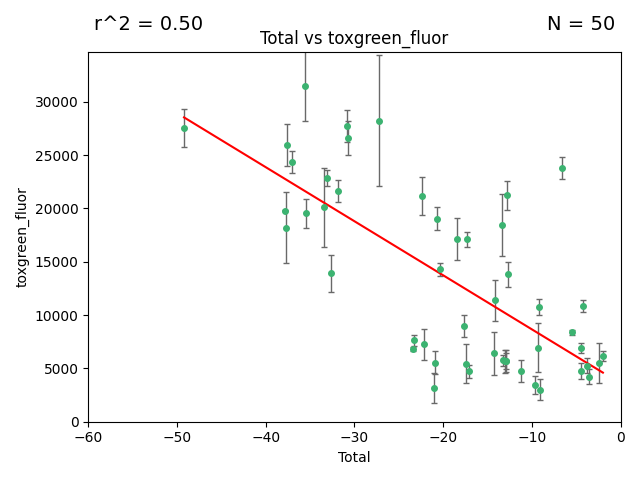 r^2 = 0.50
N = 50
Total vs toxgreen_fluor
30000
25000
20000
15000
10000
5000
0
toxgreen_fluor
−60
−50
−40
−30
−20
−10
0
Total